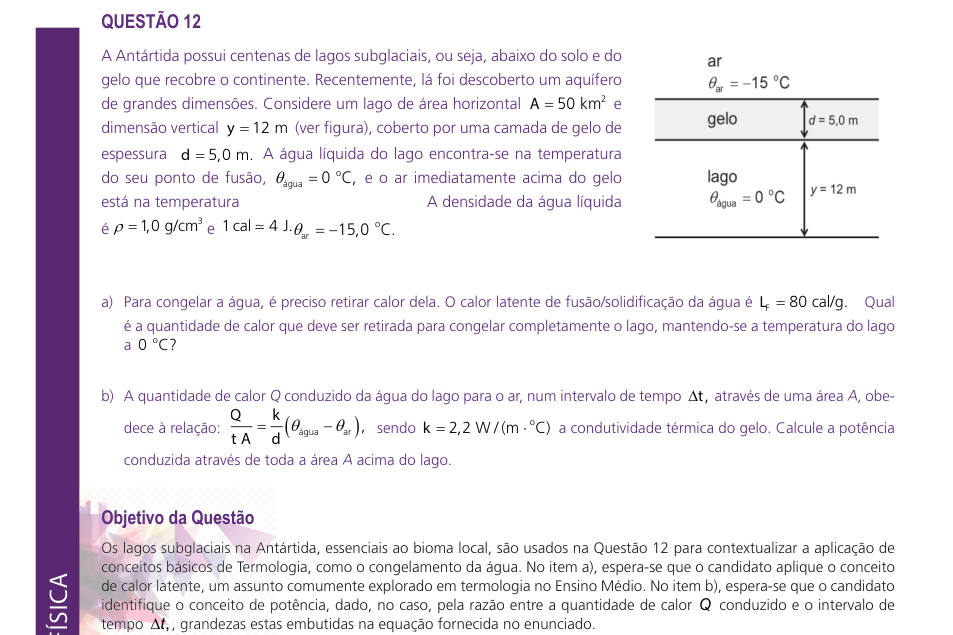 QUESTÃO 12
A Antártida possui centenas de lagos subglaciais, ou seja, abaixo do solo e do
gelo que recobre o continente. Recentemente, lá foi descoberto um aquífero
de grandes dimensões. Considere um lago de área horizontal A = 50 km² e
dimensão vertical y = 12 m (ver figura), coberto por uma camada de gelo de
espessura d = 5,0 m. A água líquida do lago encontra-se na temperatura
do seu ponto de fusão, θ_água = 0 °C, e o ar imediatamente acima do gelo
está na temperatura A densidade da água líquida
é ρ = 1,0 g/cm³ e 1 cal ≃ 4 J. θ_ar = −15,0 °C.
ar
θ_ar = −15 °C
gelo
d = 5,0 m
lago
θ_água = 0 °C
y = 12 m
a) Para congelar a água, é preciso retirar calor dela. O calor latente de fusão/solidificação da água é L_F = 80 cal/g. Qual
é a quantidade de calor que deve ser retirada para congelar completamente o lago, mantendo-se a temperatura do lago
a 0 °C?
b) A quantidade de calor Q conduzido da água do lago para o ar, num intervalo de tempo Δt, através de uma área A, obe-
dece à relação: Q / t A = k / d (θ_água − θ_ar), sendo k = 2,2 W / (m · °C) a condutividade térmica do gelo. Calcule a potência
conduzida através de toda a área A acima do lago.
Objetivo da Questão
Os lagos subglaciais na Antártida, essenciais ao bioma local, são usados na Questão 12 para contextualizar a aplicação de
conceitos básicos de Termologia, como o congelamento da água. No item a), espera-se que o candidato aplique o conceito
de calor latente, um assunto comumente explorado em termologia no Ensino Médio. No item b), espera-se que o candidato
identifique o conceito de potência, dado, no caso, pela razão entre a quantidade de calor Q conduzido e o intervalo de
tempo Δt, , grandezas estas embutidas na equação fornecida no enunciado.
FÍSICA